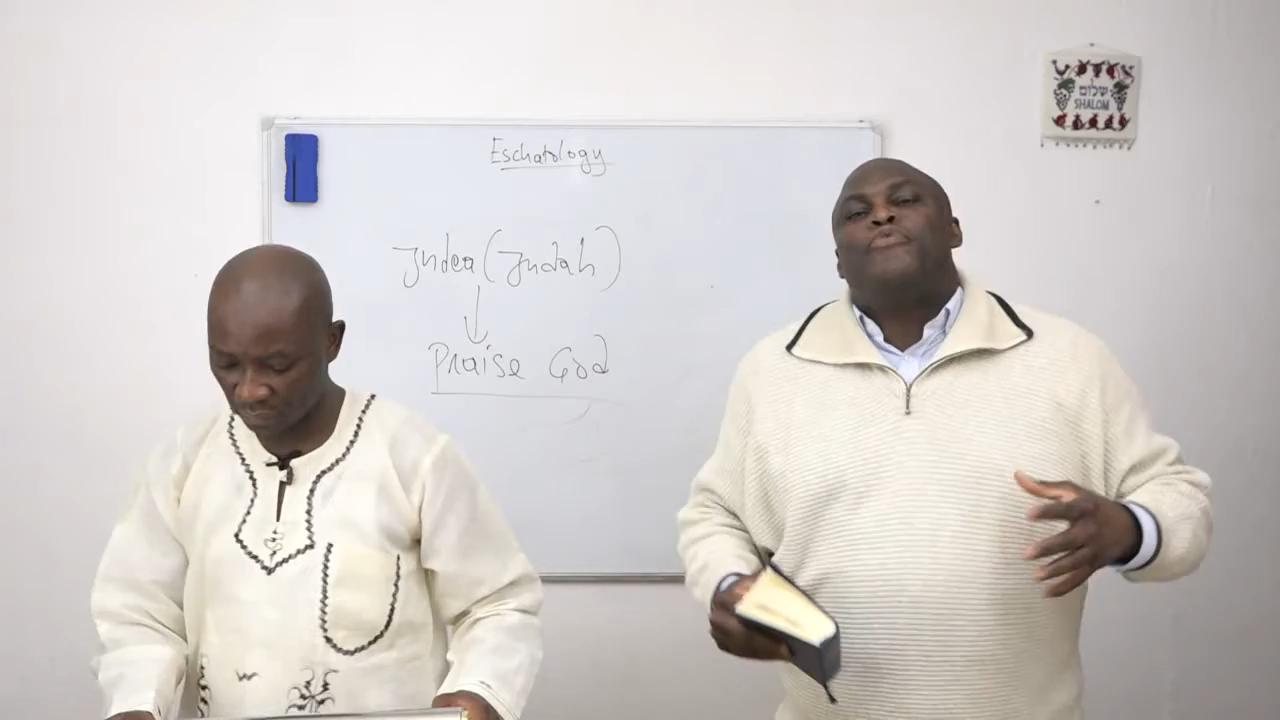 Eschatology
Judea (Judah)
Praise God
שלום
SHALOM